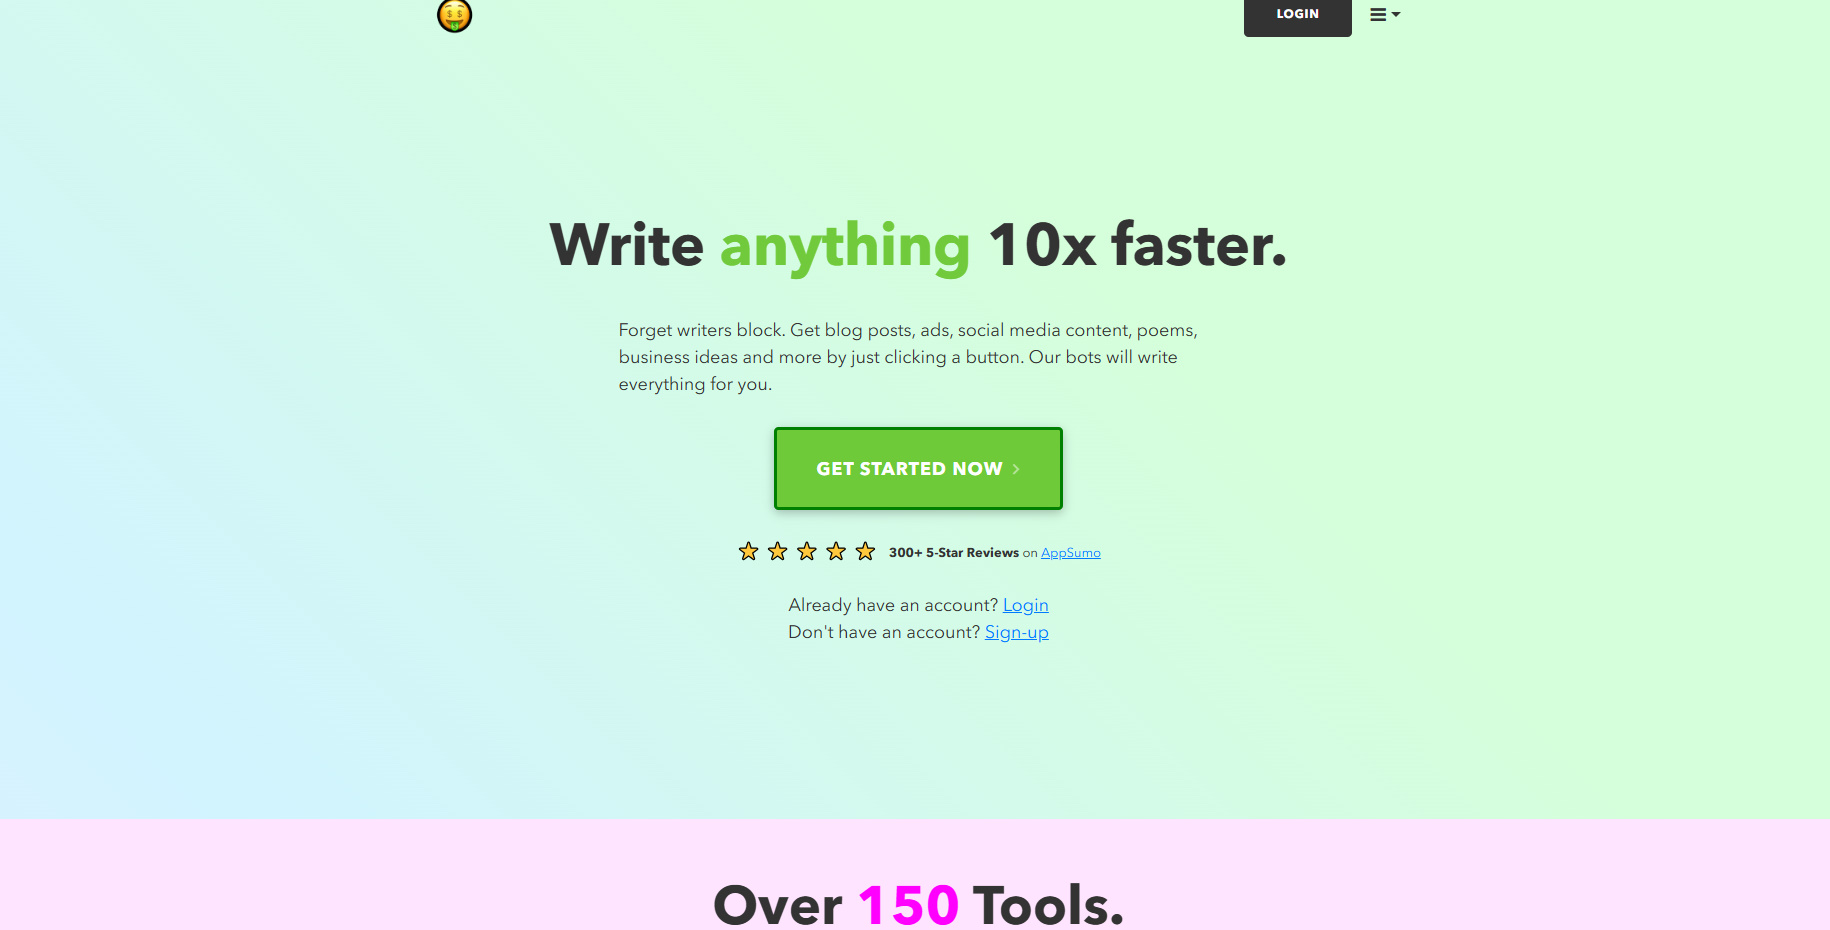 LOGIN
Write anything 10x faster.
Forget writers block. Get blog posts, ads, social media content, poems,
business ideas and more by just clicking a button. Our bots will write
everything for you.
GET STARTED NOW
300+ 5-Star Reviews on AppSumo
Already have an account? Login
Don't have an account? Sign-up
Over 150 Tools.